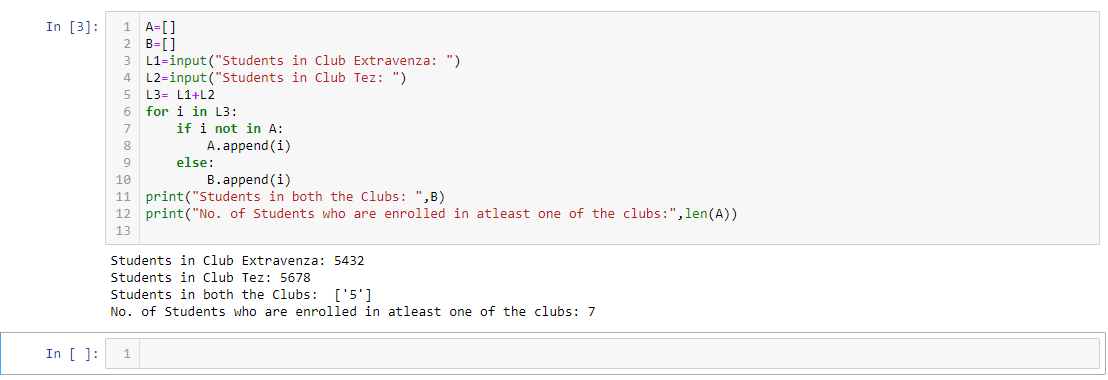 In [3]:
1 A=[]
2 B=[]
3 L1=input("Students in Club Extravenza: ")
4 L2=input("Students in Club Tez: ")
5 L3= L1+L2
6 for i in L3:
7     if i not in A:
8         A.append(i)
9     else:
10         B.append(i)
11 print("Students in both the Clubs: ",B)
12 print("No. of Students who are enrolled in atleast one of the clubs:",len(A))
13
Students in Club Extravenza: 5432
Students in Club Tez: 5678
Students in both the Clubs:  ['5']
No. of Students who are enrolled in atleast one of the clubs: 7
In [ ]: 1